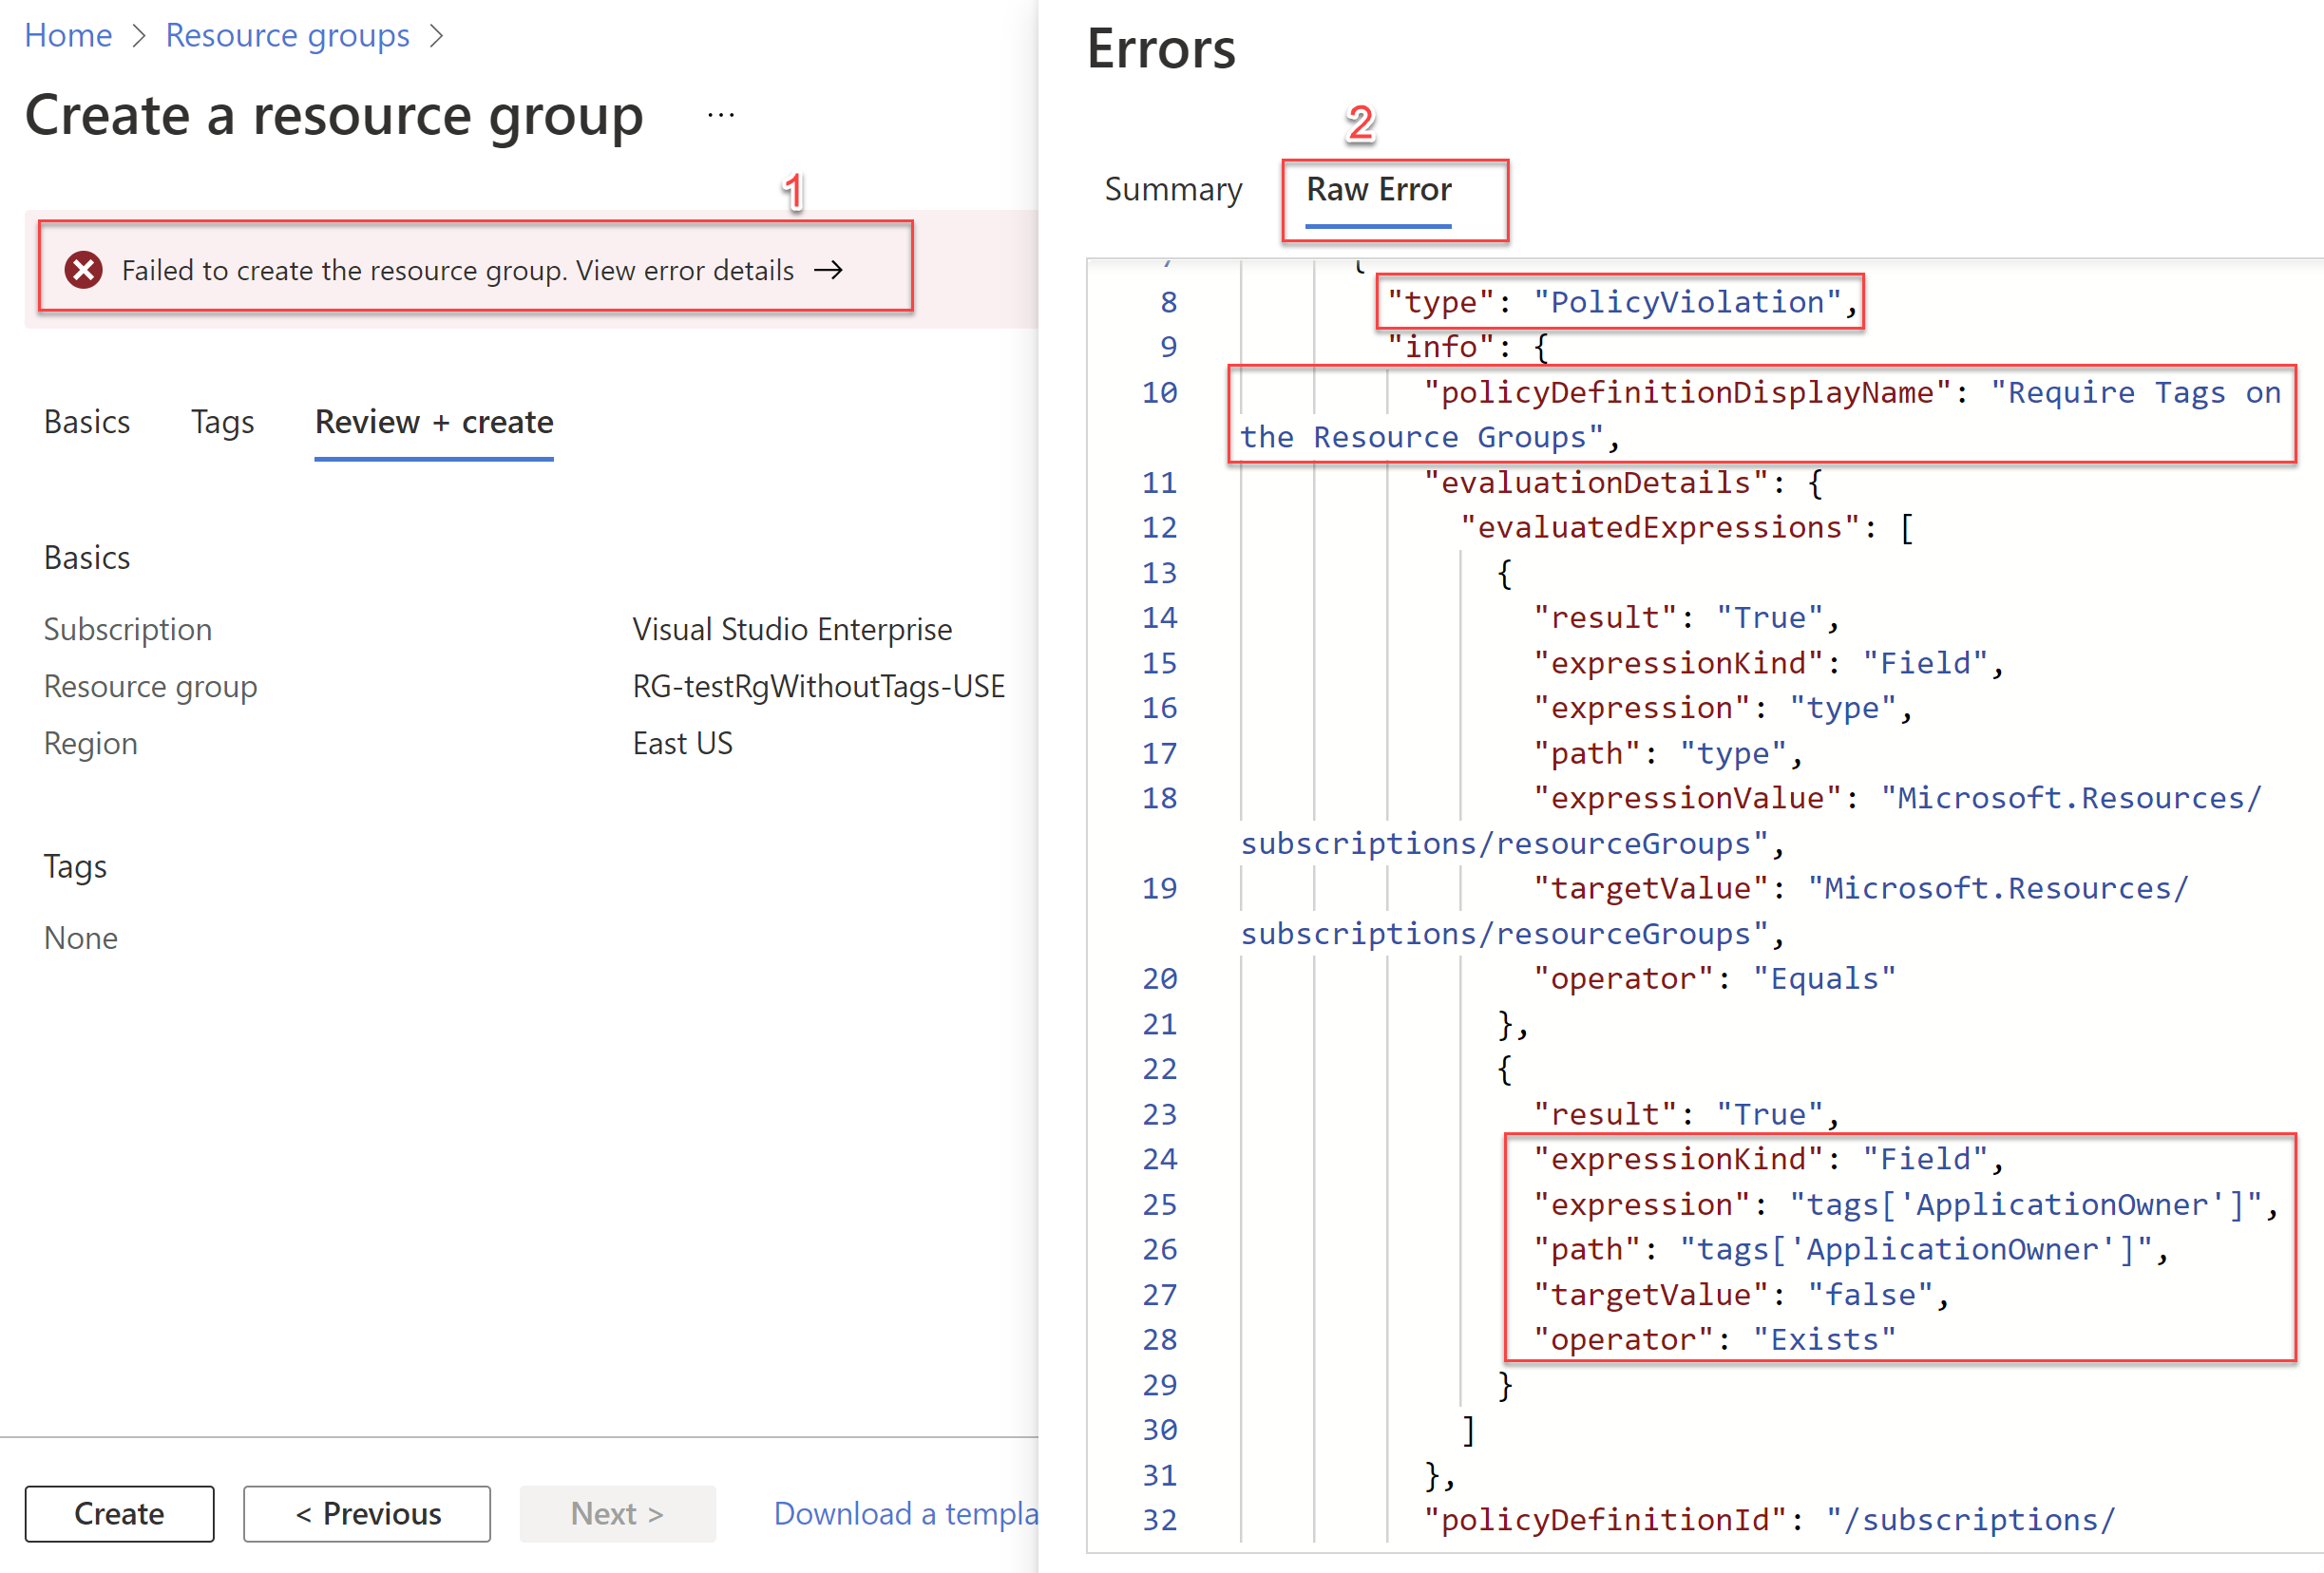 Home > Resource groups >
Create a resource group ...
1
Failed to create the resource group. View error details →
Basics Tags Review + create
Basics
Subscription Visual Studio Enterprise
Resource group RG-testRgWithoutTags-USE
Region East US
Tags
None
Create < Previous Next > Download a templa
Errors
2
Summary Raw Error
7 {
8 "type": "PolicyViolation",
9 "info": {
10 "policyDefinitionDisplayName": "Require Tags on
the Resource Groups",
11 "evaluationDetails": {
12 "evaluatedExpressions": [
13 {
14 "result": "True",
15 "expressionKind": "Field",
16 "expression": "type",
17 "path": "type",
18 "expressionValue": "Microsoft.Resources/
subscriptions/resourceGroups",
19 "targetValue": "Microsoft.Resources/
subscriptions/resourceGroups",
20 "operator": "Equals"
21 },
22 {
23 "result": "True",
24 "expressionKind": "Field",
25 "expression": "tags['ApplicationOwner']",
26 "path": "tags['ApplicationOwner']",
27 "targetValue": "false",
28 "operator": "Exists"
29 }
30 ]
31 },
32 "policyDefinitionId": "/subscriptions/